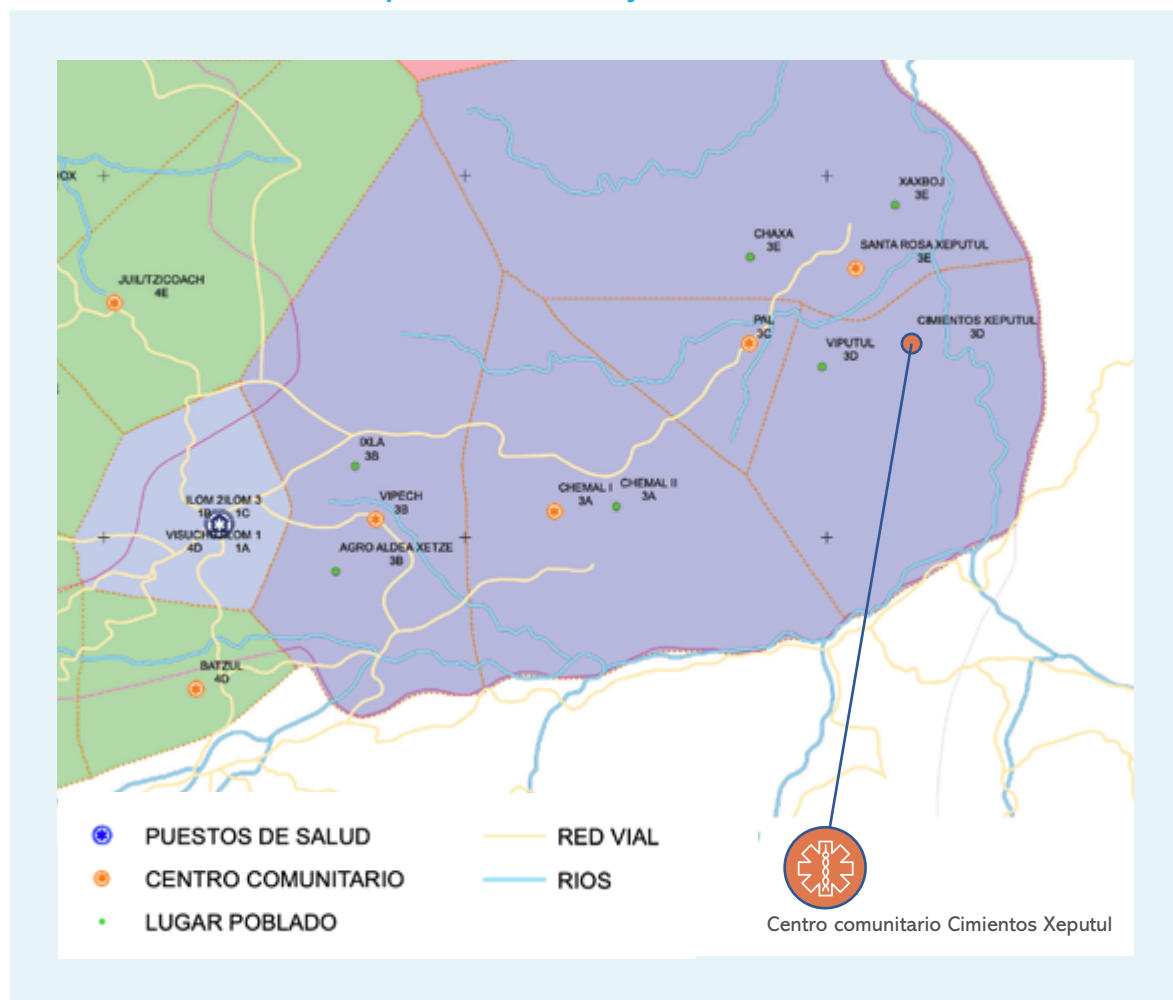 XAXBOJ
3E
CHAXA
3E
SANTA ROSA XEPUTUL
3E
JUIL/TZICOACH
4E
PAL
3C
CIMIENTOS XEPUTUL
3D
VIPUTUL
3D
IXLA
3B
VIPECH
3B
CHEMAL I
3A
CHEMAL II
3A
ILOM 2 ILOM 3
1B 1C
ILOM 1
4D 1A
AGRO ALDEA XETZE
3B
BATZUL
4D
PUESTOS DE SALUD
CENTRO COMUNITARIO
LUGAR POBLADO
RED VIAL
RIOS
Centro comunitario Cimientos Xeputul